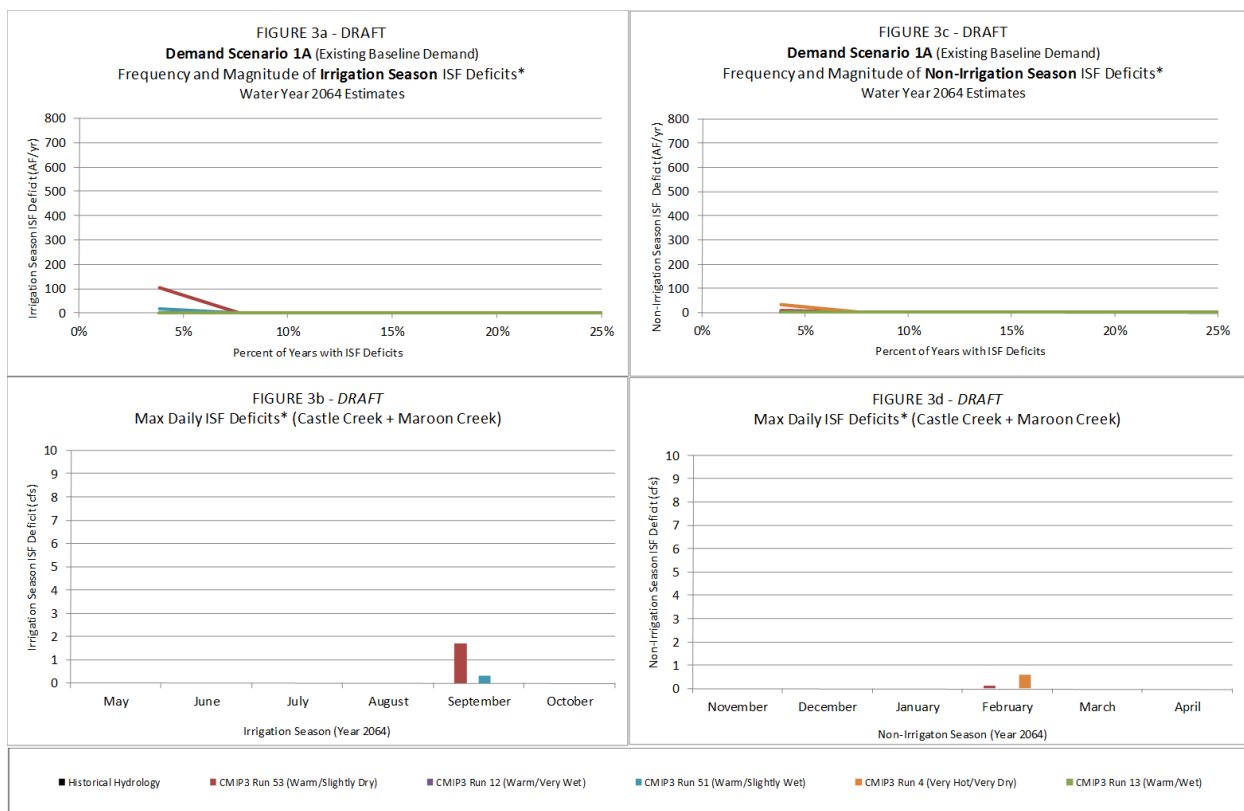 FIGURE 3a - DRAFT
Demand Scenario 1A (Existing Baseline Demand)
Frequency and Magnitude of Irrigation Season ISF Deficits*
Water Year 2064 Estimates
Irrigation Season ISF Deficit (AF/yr)
800
700
600
500
400
300
200
100
0
0% 5% 10% 15% 20% 25%
Percent of Years with ISF Deficits
FIGURE 3c - DRAFT
Demand Scenario 1A (Existing Baseline Demand)
Frequency and Magnitude of Non-Irrigation Season ISF Deficits*
Water Year 2064 Estimates
Non-Irrigation Season ISF Deficit (AF/yr)
800
700
600
500
400
300
200
100
0
0% 5% 10% 15% 20% 25%
Percent of Years with ISF Deficits
FIGURE 3b - DRAFT
Max Daily ISF Deficits* (Castle Creek + Maroon Creek)
Irrigation Season ISF Deficit (cfs)
10
9
8
7
6
5
4
3
2
1
0
May June July August September October
Irrigation Season (Year 2064)
FIGURE 3d - DRAFT
Max Daily ISF Deficits* (Castle Creek + Maroon Creek)
Non-Irrigation Season ISF Deficit (cfs)
10
9
8
7
6
5
4
3
2
1
0
November December January February March April
Non-Irrigaton Season (Year 2064)
Historical Hydrology CMIP3 Run 53 (Warm/Slightly Dry) CMIP3 Run 12 (Warm/Very Wet) CMIP3 Run 51 (Warm/Slightly Wet) CMIP3 Run 4 (Very Hot/Very Dry) CMIP3 Run 13 (Warm/Wet)